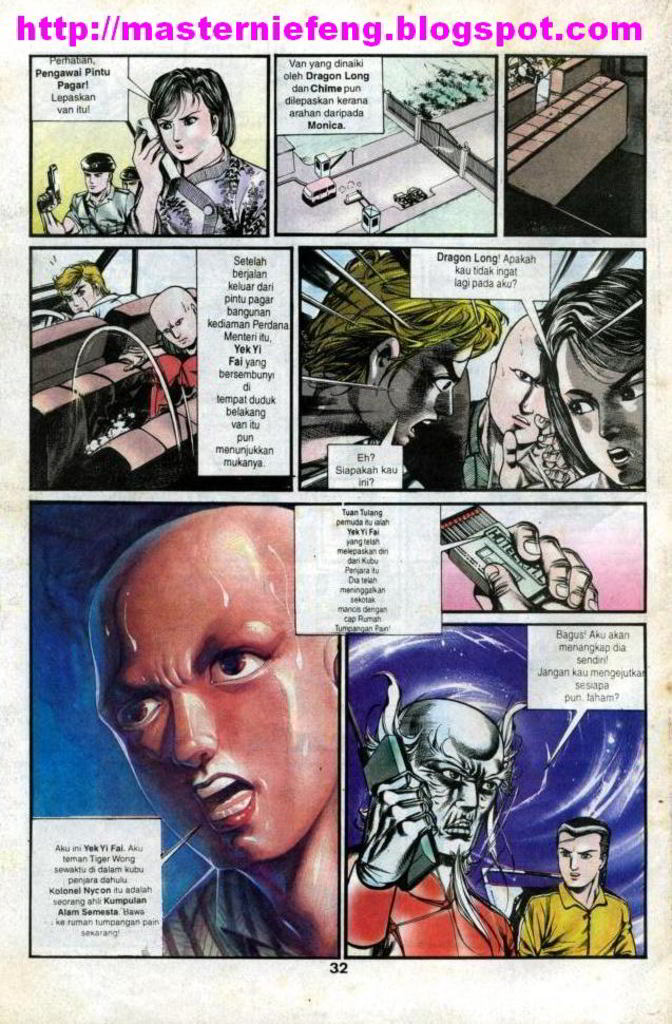 http://masterniefeng.blogspot.com
Perhatian,
Pengawai Pintu
Pagar!
Lepaskan
van itu!
Van yang dinaiki
oleh Dragon Long
dan Chime pun
dilepaskan kerana
arahan daripada
Monica.
Setelah
berjalan
keluar dari
pintu pagar
bangunan
kediaman Perdana
Menteri itu,
Yek Yi
Fai yang
bersembunyi
di
tempat duduk
belakang
van itu
pun
menunjukkan
mukanya.
Dragon Long! Apakah
kau tidak ingat
lagi pada aku?
Eh?
Siapakah kau
ini?
Tuan Tulang
pemuda itu ialah
Yek Yi Fai
yang telah
melepaskan diri
dari Kubu
Penjara itu
Dia telah
meninggalkan
sekotak
mancis dengan
cap Rumah
Tumpangan Pain!
Bagus! Aku akan
menangkap dia
sendiri!
Jangan kau mengejutkan
sesiapa
pun, faham?
Aku ini Yek Yi Fai. Aku
teman Tiger Wong
sewaktu di dalam kubu
penjara dahulu.
Kolonel Nycon itu adalah
seorang ahli Kumpulan
Alam Semesta. Bawa
ke rumah tumpangan pain
sekarang!
32